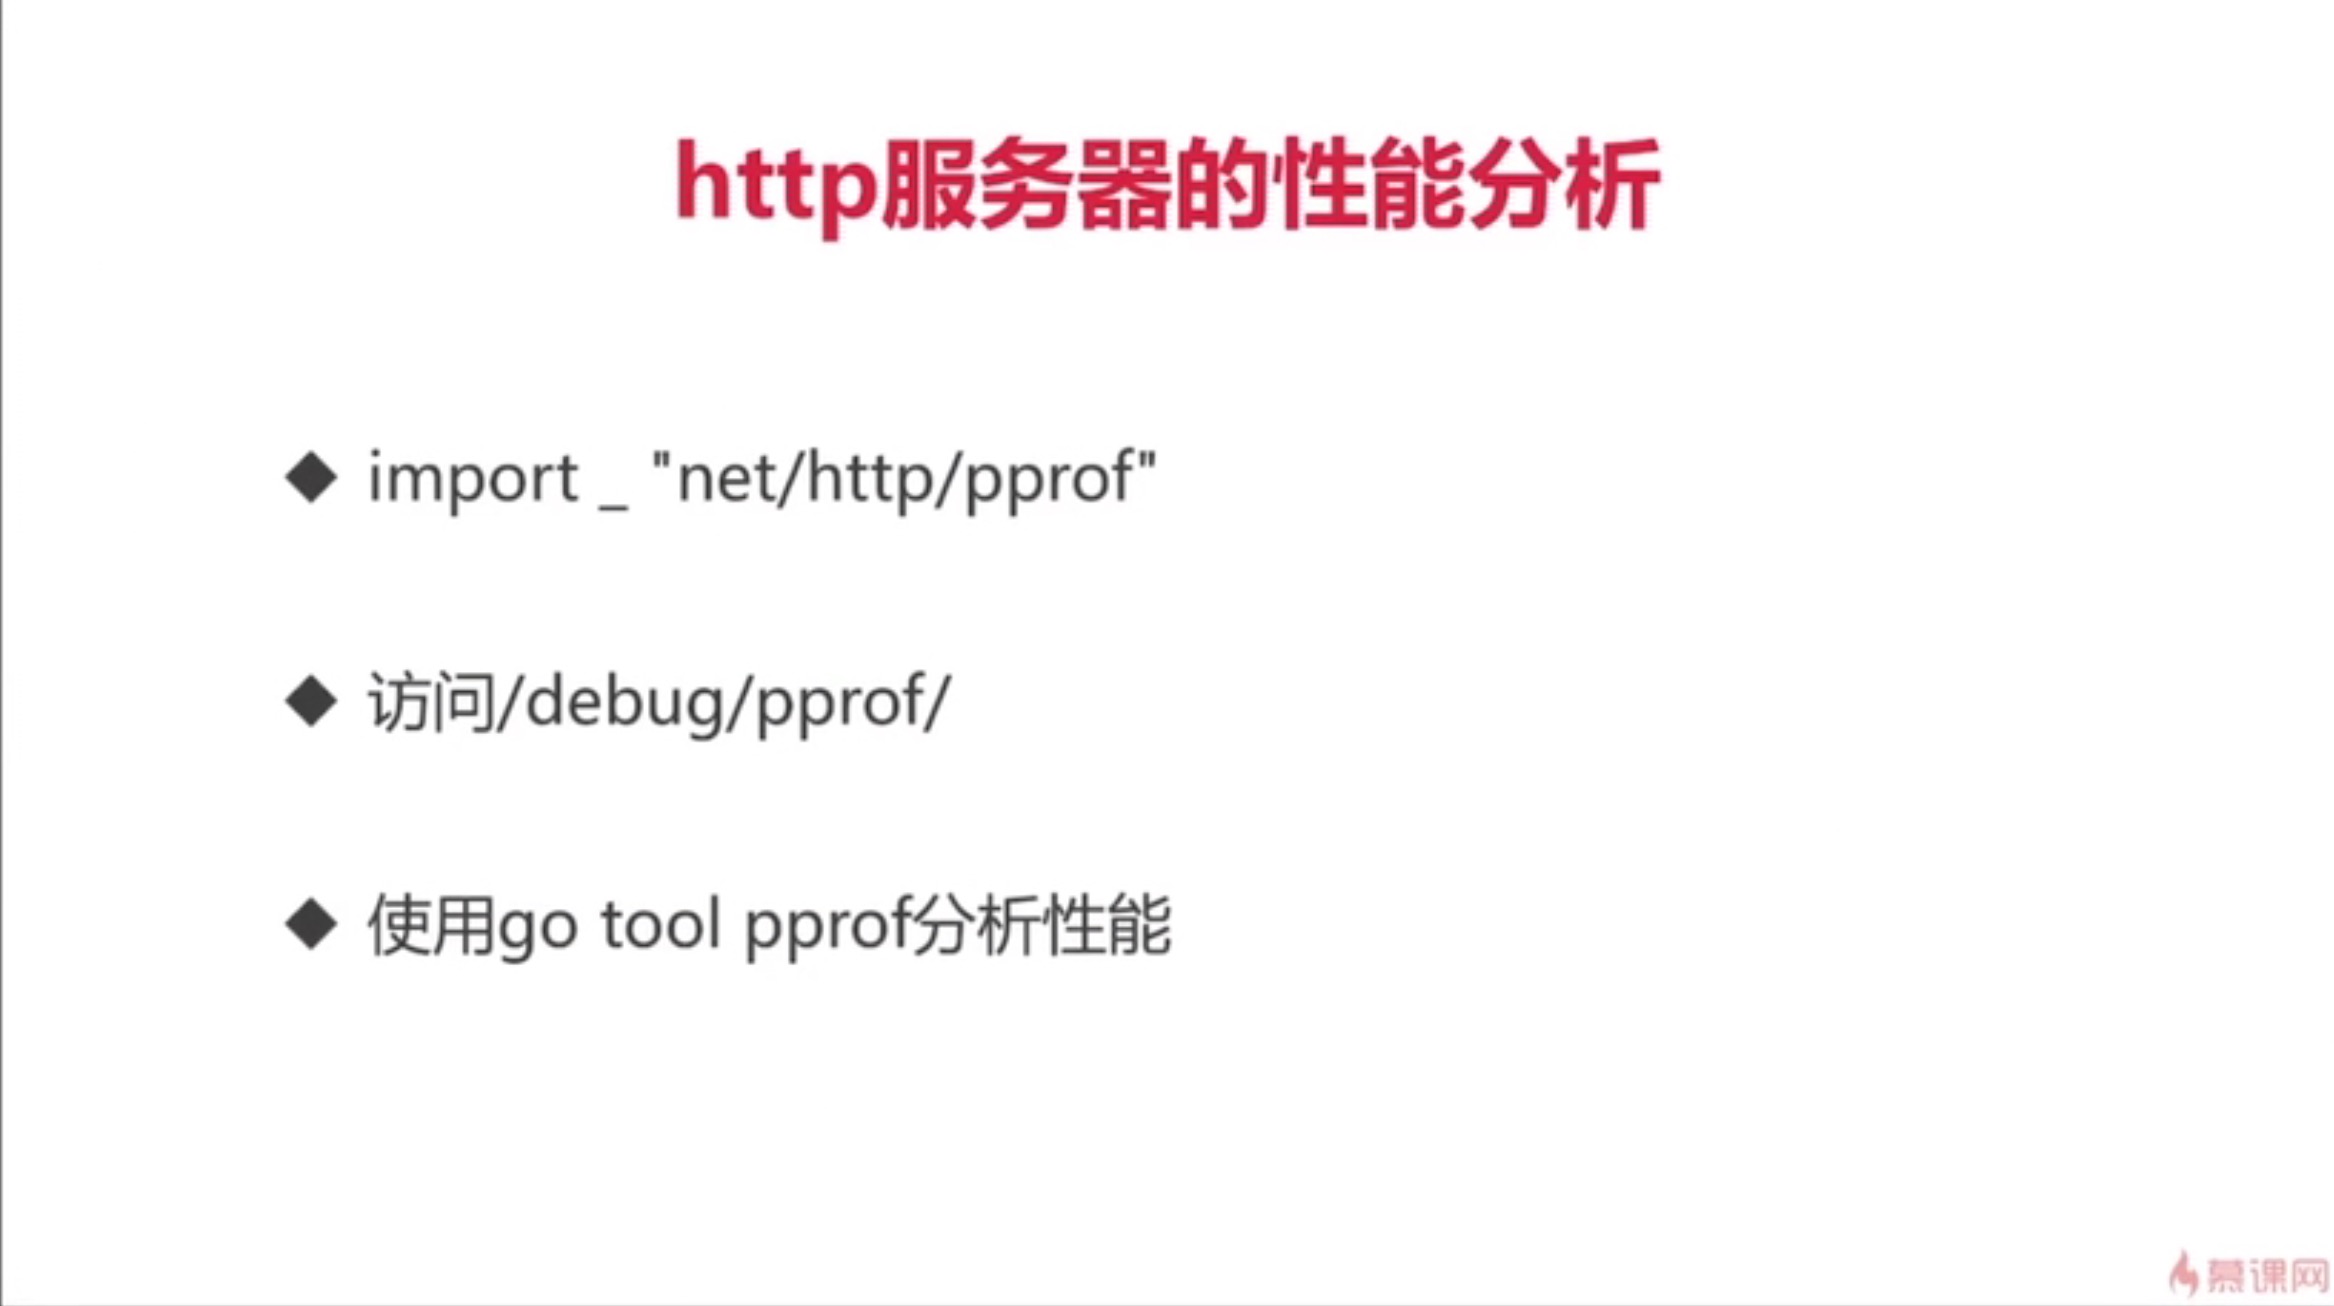 http服务器的性能分析
◆ import _ "net/http/pprof"
◆ 访问/debug/pprof/
◆ 使用go tool pprof分析性能
慕课网